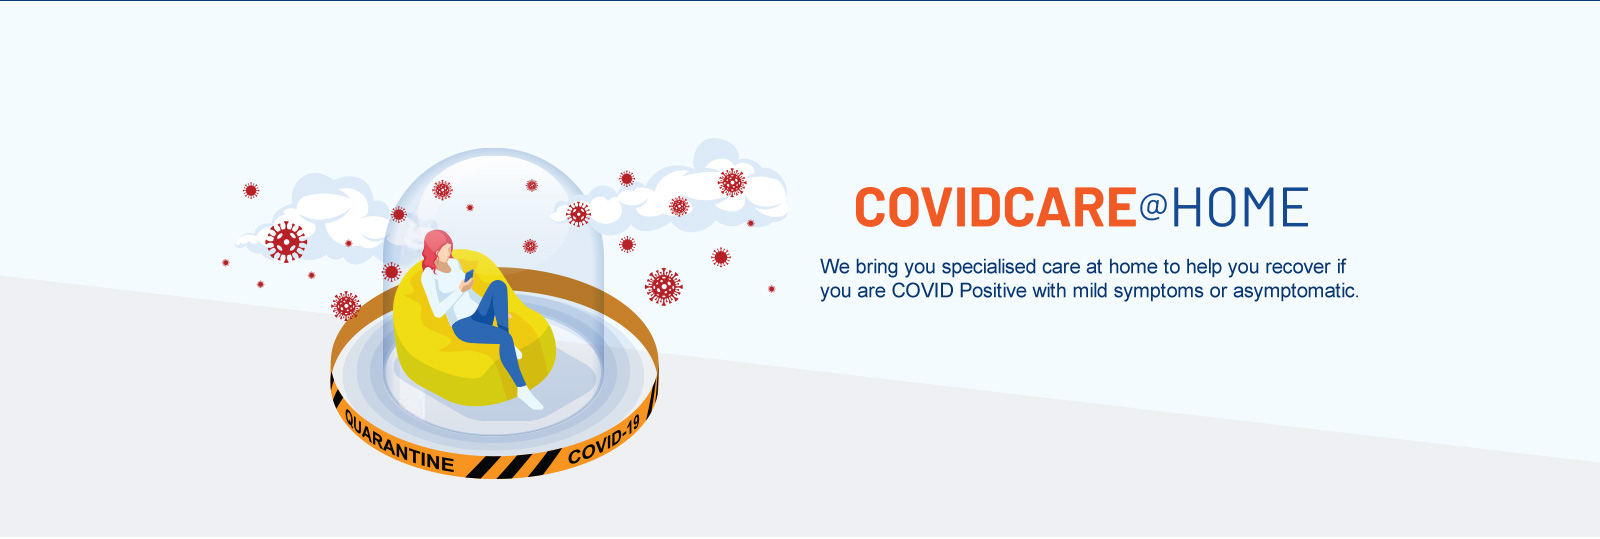 COVIDCARE@HOME
We bring you specialised care at home to help you recover if
you are COVID Positive with mild symptoms or asymptomatic.
QUARANTINE COVID-19